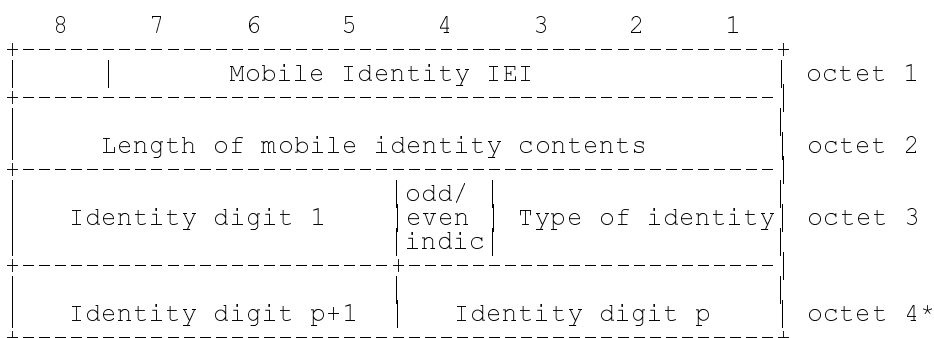 8 7 6 5 4 3 2 1
Mobile Identity IEI octet 1
Length of mobile identity contents octet 2
odd/
Identity digit 1 even Type of identity octet 3
indic
Identity digit p+1 Identity digit p octet 4*